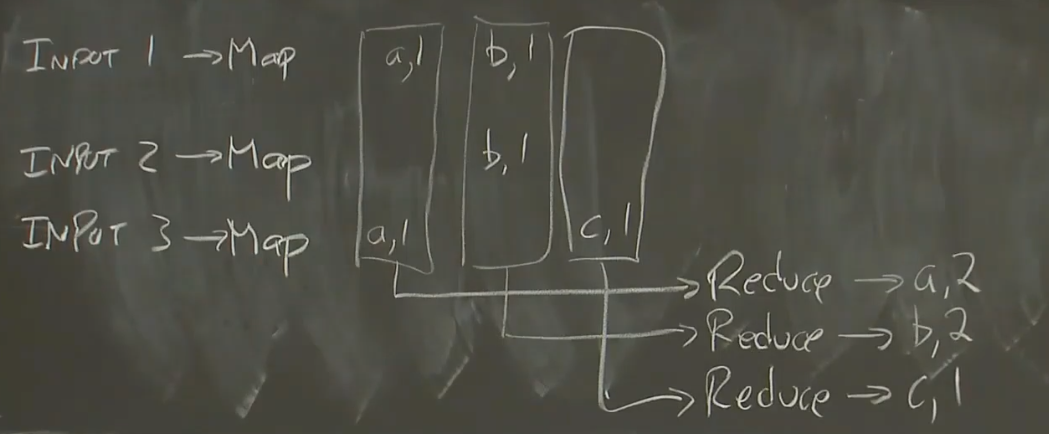 INPUT 1 → Map a,1 b,1
INPUT 2 → Map b,1
INPUT 3 → Map a,1 c,1
→ Reduce → a,2
→ Reduce → b,2
→ Reduce → c,1